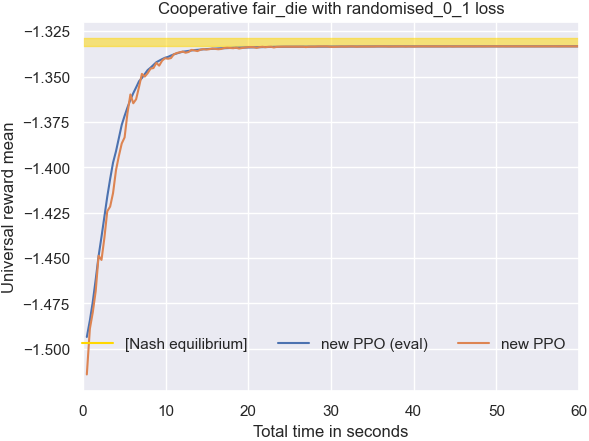 Cooperative fair_die with randomised_0_1 loss
Universal reward mean
−1.325
−1.350
−1.375
−1.400
−1.425
−1.450
−1.475
−1.500
[Nash equilibrium] new PPO (eval) new PPO
0 10 20 30 40 50 60
Total time in seconds